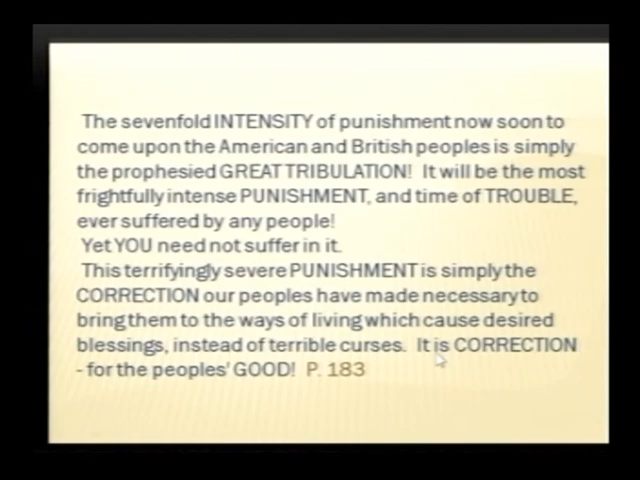 The sevenfold INTENSITY of punishment now soon to
come upon the American and British peoples is simply
the prophesied GREAT TRIBULATION! It will be the most
frightfully intense PUNISHMENT, and time of TROUBLE,
ever suffered by any people!
Yet YOU need not suffer in it.
This terrifyingly severe PUNISHMENT is simply the
CORRECTION our peoples have made necessary to
bring them to the ways of living which cause desired
blessings, instead of terrible curses. It is CORRECTION
- for the peoples' GOOD! P. 183